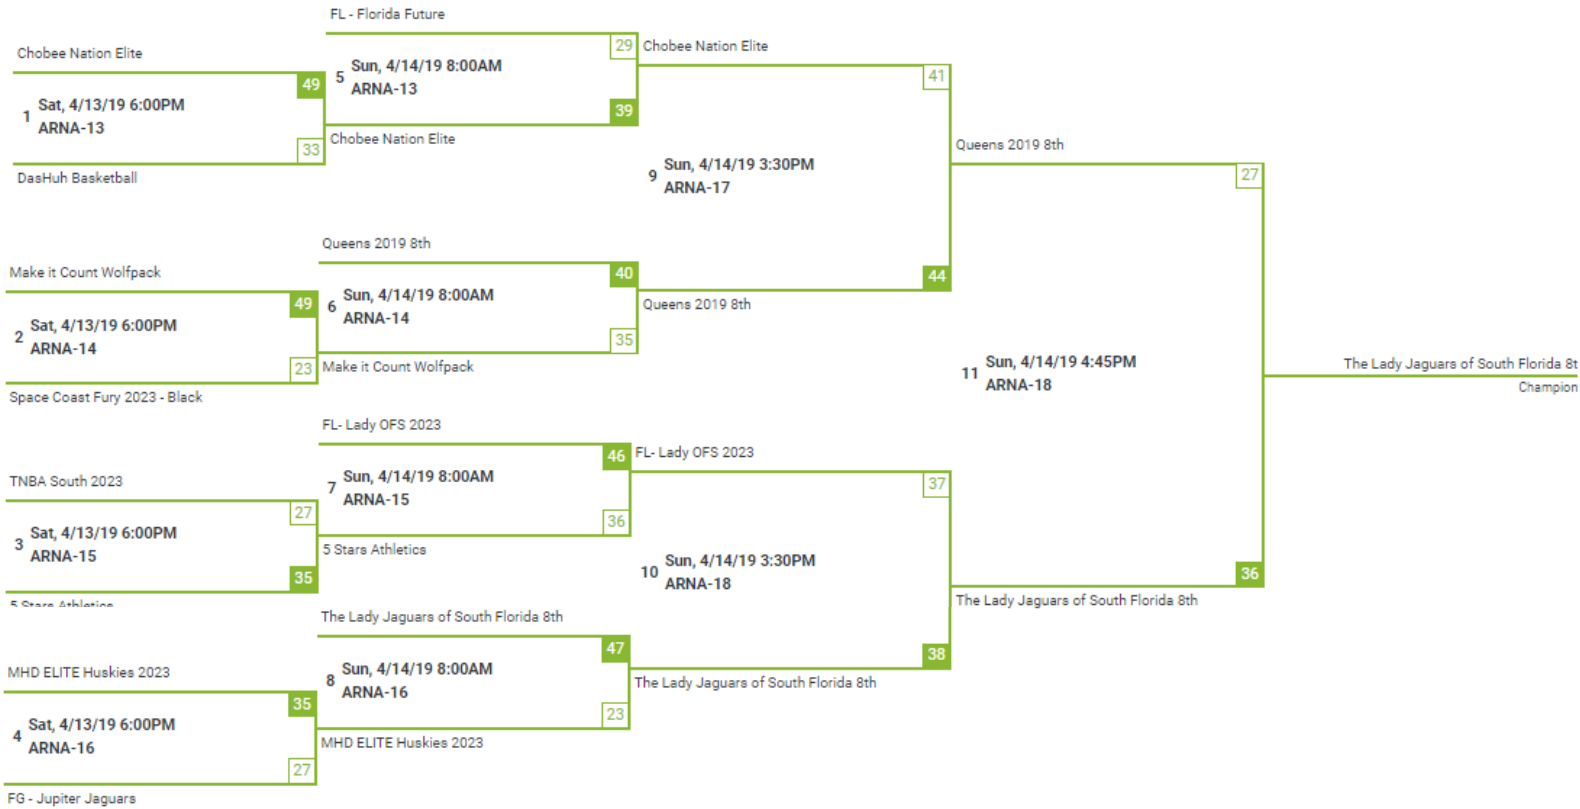 FL - Florida Future
Chobee Nation Elite
29
Chobee Nation Elite
49
5
Sun, 4/14/19 8:00AM
ARNA-13
41
1
Sat, 4/13/19 6:00PM
ARNA-13
39
33
Chobee Nation Elite
DasHuh Basketball
Queens 2019 8th
27
9
Sun, 4/14/19 3:30PM
ARNA-17
Queens 2019 8th
Make it Count Wolfpack
40
44
49
6
Sun, 4/14/19 8:00AM
ARNA-14
Queens 2019 8th
2
Sat, 4/13/19 6:00PM
ARNA-14
35
23
Make it Count Wolfpack
Space Coast Fury 2023 - Black
11
Sun, 4/14/19 4:45PM
ARNA-18
The Lady Jaguars of South Florida 8t
Champion
FL- Lady OFS 2023
46
FL- Lady OFS 2023
TNBA South 2023
7
Sun, 4/14/19 8:00AM
ARNA-15
37
27
36
3
Sat, 4/13/19 6:00PM
ARNA-15
5 Stars Athletics
35
10
Sun, 4/14/19 3:30PM
ARNA-18
36
5 Stars Athletics
The Lady Jaguars of South Florida 8th
The Lady Jaguars of South Florida 8th
47
38
MHD ELITE Huskies 2023
8
Sun, 4/14/19 8:00AM
ARNA-16
The Lady Jaguars of South Florida 8th
35
23
4
Sat, 4/13/19 6:00PM
ARNA-16
MHD ELITE Huskies 2023
27
FG - Jupiter Jaguars